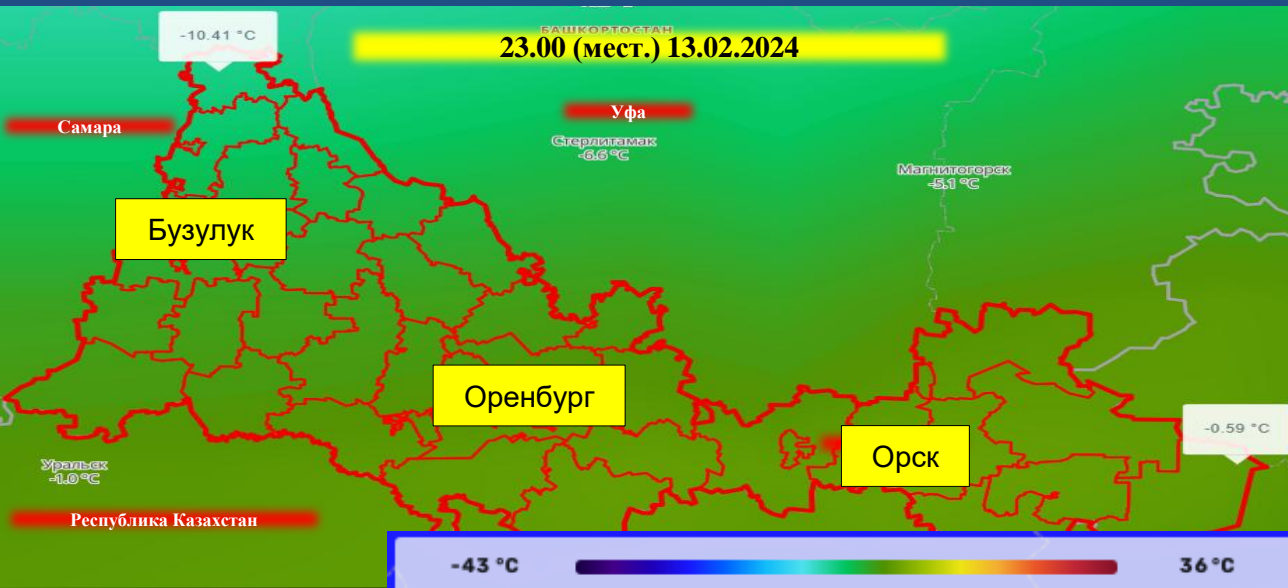 БАШКОРТОСТАН
-10.41 °C
23.00 (мест.) 13.02.2024
Уфа
Самара
Стерлитамак
-6.6 °C
Магнитогорск
-5.1 °C
Бузулук
Оренбург
Орск
-0.59 °C
Уральск
-1.0 °C
Республика Казахстан
-43 °C
36°C